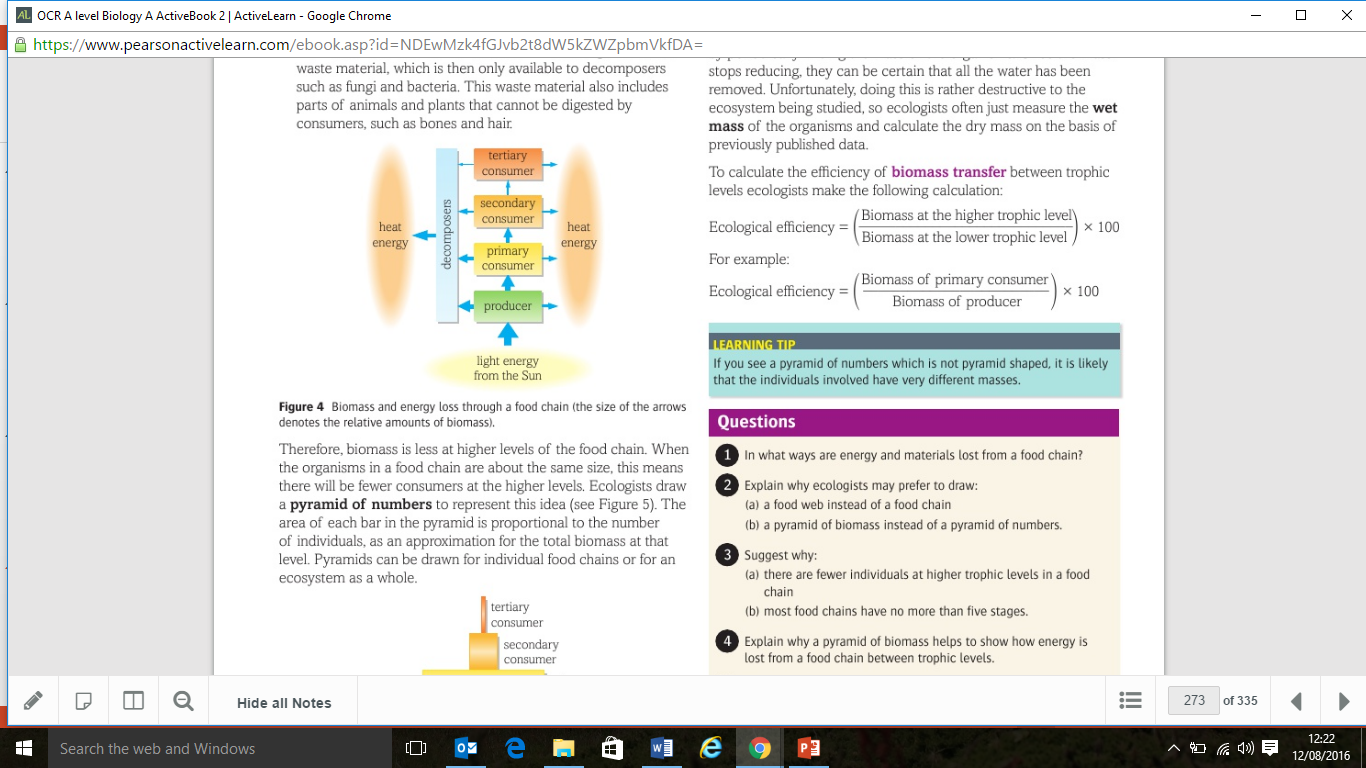 OCR A level Biology A ActiveBook 2 | ActiveLearn - Google Chrome
https://www.pearsonactivelearn.com/ebook.asp?id=NDEwMzk4fGJvb2t8dW5kZWZpbmVkfDA=
waste material, which is then only available to decomposers
such as fungi and bacteria. This waste material also includes
parts of animals and plants that cannot be digested by
consumers, such as bones and hair.
tertiary
consumer
secondary
consumer
primary
consumer
producer
decomposers
heat
energy
heat
energy
light energy
from the Sun
Figure 4 Biomass and energy loss through a food chain (the size of the arrows
denotes the relative amounts of biomass).
Therefore, biomass is less at higher levels of the food chain. When
the organisms in a food chain are about the same size, this means
there will be fewer consumers at the higher levels. Ecologists draw
a pyramid of numbers to represent this idea (see Figure 5). The
area of each bar in the pyramid is proportional to the number
of individuals, as an approximation for the total biomass at that
level. Pyramids can be drawn for individual food chains or for an
ecosystem as a whole.
tertiary
consumer
secondary
consumer
stops reducing, they can be certain that all the water has been
removed. Unfortunately, doing this is rather destructive to the
ecosystem being studied, so ecologists often just measure the wet
mass of the organisms and calculate the dry mass on the basis of
previously published data.
To calculate the efficiency of biomass transfer between trophic
levels ecologists make the following calculation:
Ecological efficiency = (Biomass at the higher trophic level / Biomass at the lower trophic level) × 100
For example:
Ecological efficiency = (Biomass of primary consumer / Biomass of producer) × 100
LEARNING TIP
If you see a pyramid of numbers which is not pyramid shaped, it is likely
that the individuals involved have very different masses.
Questions
1 In what ways are energy and materials lost from a food chain?
2 Explain why ecologists may prefer to draw:
(a) a food web instead of a food chain
(b) a pyramid of biomass instead of a pyramid of numbers.
3 Suggest why:
(a) there are fewer individuals at higher trophic levels in a food
chain
(b) most food chains have no more than five stages.
4 Explain why a pyramid of biomass helps to show how energy is
lost from a food chain between trophic levels.
Hide all Notes
273 of 335
Search the web and Windows
12:22
12/08/2016